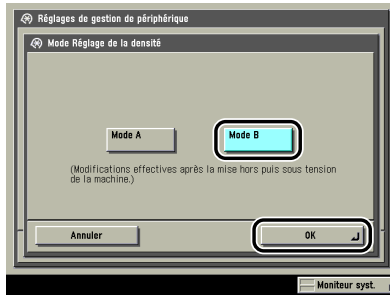 Réglages de gestion de périphérique
Mode Réglage de la densité
Mode A
Mode B
(Modifications effectives après la mise hors puis sous tension
de la machine.)
Annuler
OK
Moniteur syst.